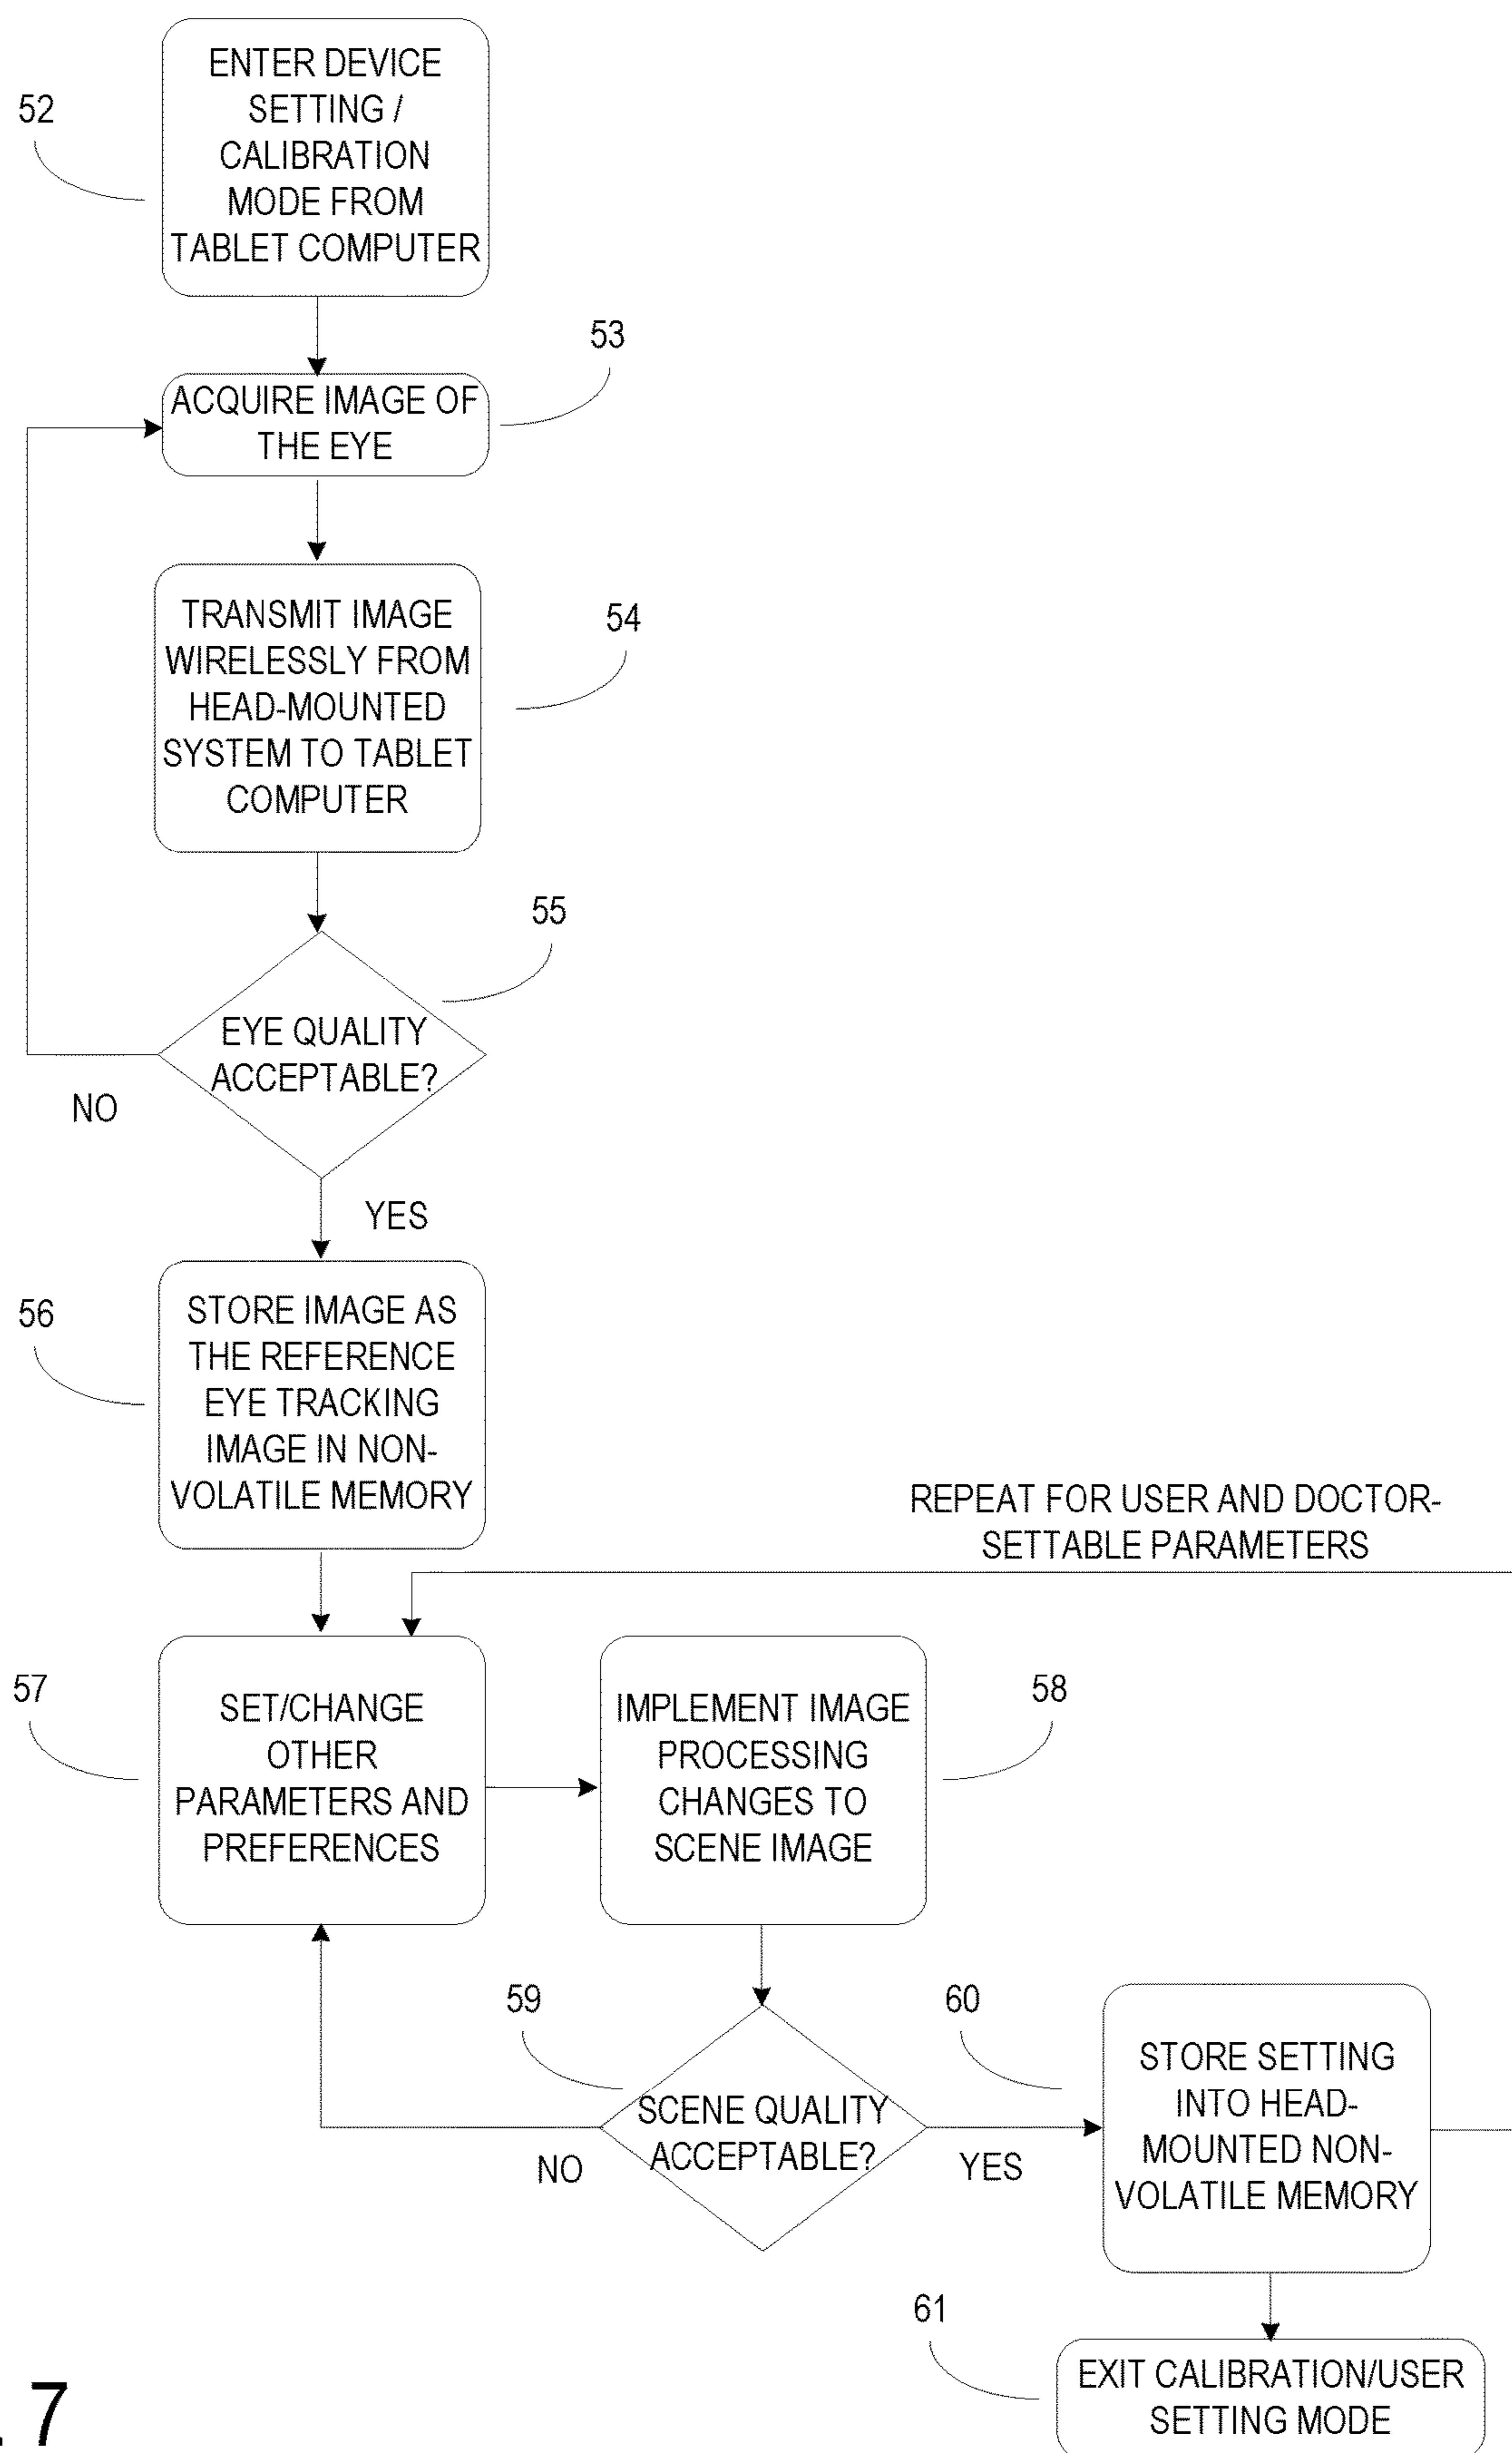 52
ENTER DEVICE
SETTING /
CALIBRATION
MODE FROM
TABLET COMPUTER
53
ACQUIRE IMAGE OF
THE EYE
54
TRANSMIT IMAGE
WIRELESSLY FROM
HEAD-MOUNTED
SYSTEM TO TABLET
COMPUTER
55
EYE QUALITY
ACCEPTABLE?
NO
YES
56
STORE IMAGE AS
THE REFERENCE
EYE TRACKING
IMAGE IN NON-
VOLATILE MEMORY
REPEAT FOR USER AND DOCTOR-
SETTABLE PARAMETERS
57
SET/CHANGE
OTHER
PARAMETERS AND
PREFERENCES
58
IMPLEMENT IMAGE
PROCESSING
CHANGES TO
SCENE IMAGE
59
SCENE QUALITY
ACCEPTABLE?
NO
YES
60
STORE SETTING
INTO HEAD-
MOUNTED NON-
VOLATILE MEMORY
61
EXIT CALIBRATION/USER
SETTING MODE
. 7